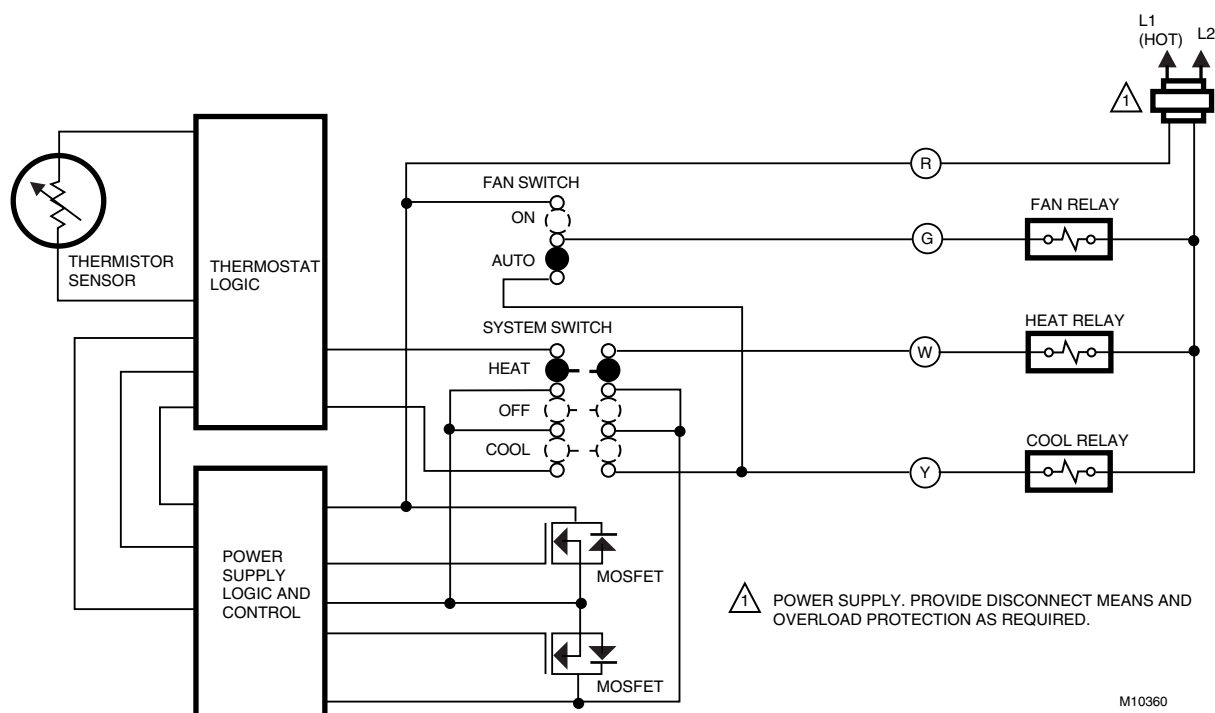 L1
(HOT)
L2
1
R
FAN SWITCH
ON
FAN RELAY
G
AUTO
THERMISTOR
SENSOR
THERMOSTAT
LOGIC
SYSTEM SWITCH
HEAT RELAY
W
HEAT
OFF
COOL
COOL RELAY
Y
POWER
SUPPLY
LOGIC AND
CONTROL
MOSFET
MOSFET
1 POWER SUPPLY. PROVIDE DISCONNECT MEANS AND
OVERLOAD PROTECTION AS REQUIRED.
M10360